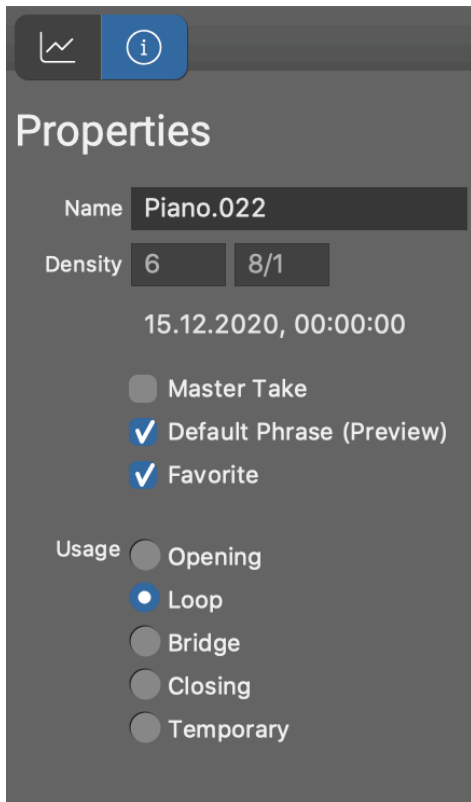 Properties
Name Piano.022
Density 6 8/1
15.12.2020, 00:00:00
Master Take
Default Phrase (Preview)
Favorite
Usage Opening
Loop
Bridge
Closing
Temporary